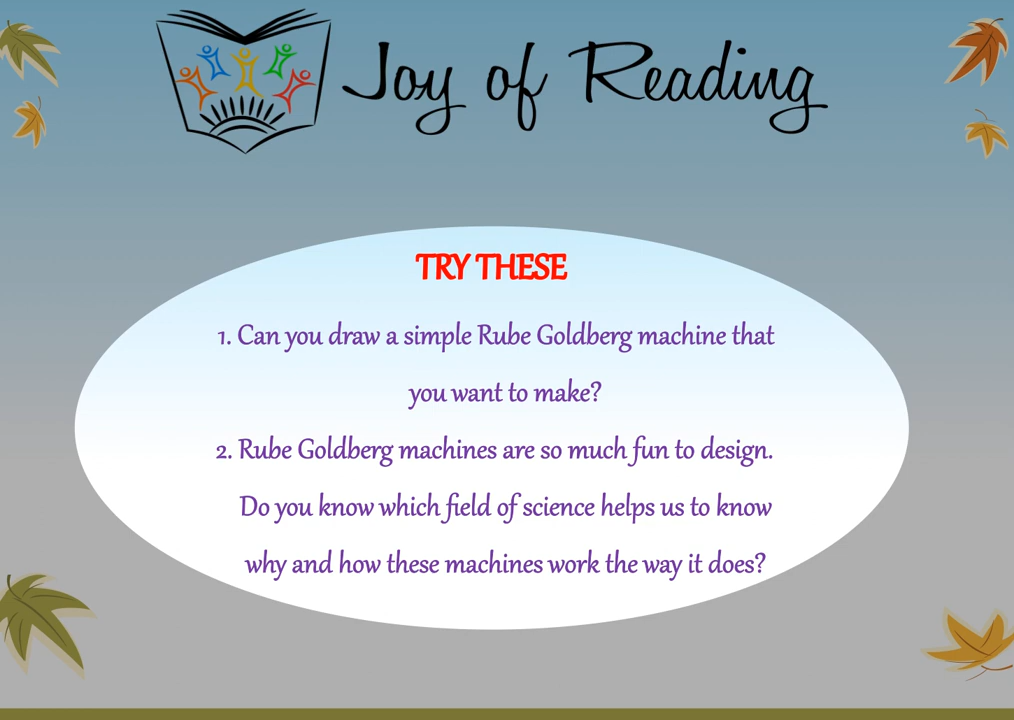 Joy of Reading
TRY THESE
1. Can you draw a simple Rube Goldberg machine that
you want to make?
2. Rube Goldberg machines are so much fun to design.
Do you know which field of science helps us to know
why and how these machines work the way it does?